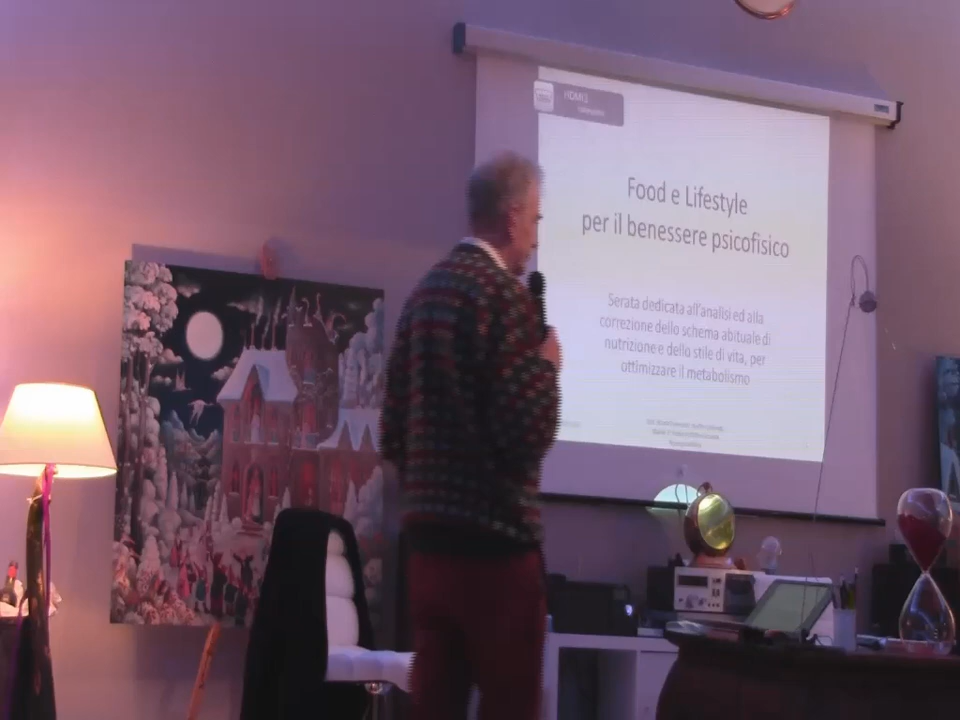 HDMI1
Food e Lifestyle
per il benessere psicofisico
Serata dedicata all'analisi ed alla
correzione dello schema abituale di
nutrizione e dello stile di vita, per
ottimizzare il metabolismo